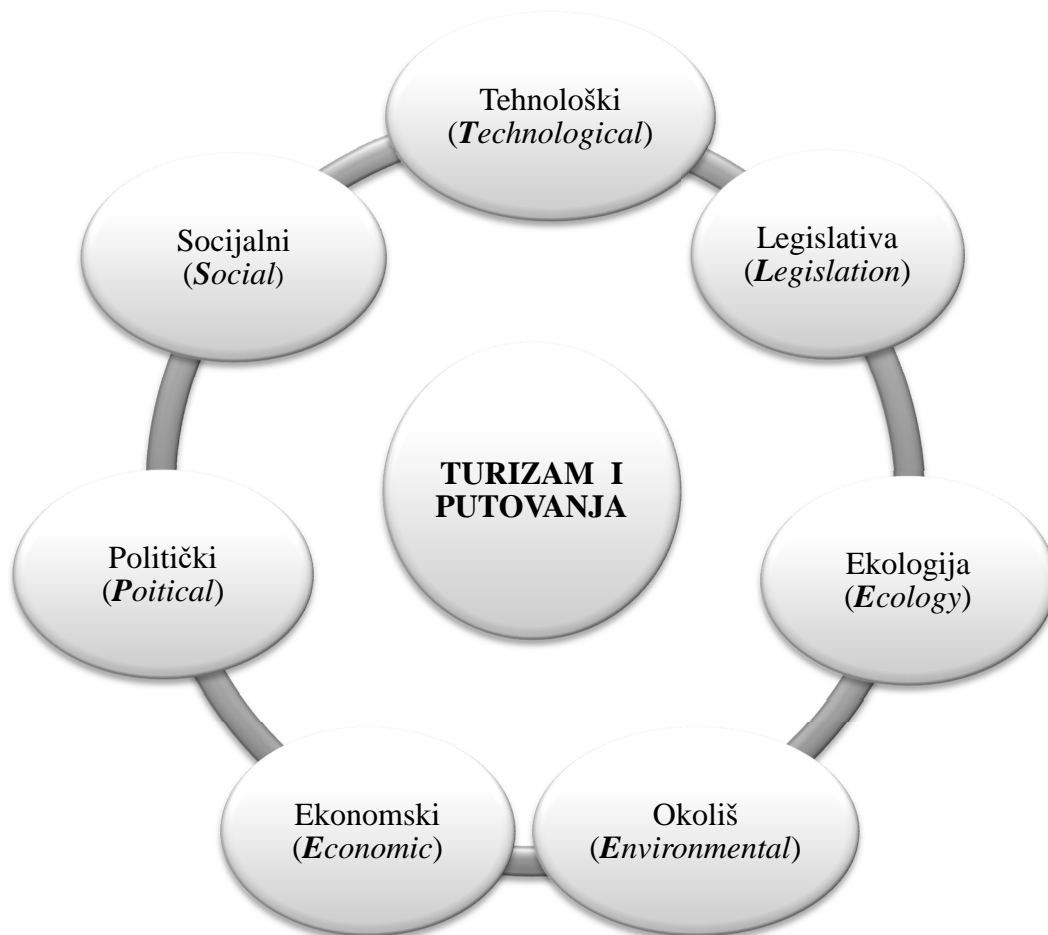 Tehnološki
(Technological)
Socijalni
(Social)
Legislativa
(Legislation)
TURIZAM I
PUTOVANJA
Politički
(Poitical)
Ekologija
(Ecology)
Ekonomski
(Economic)
Okoliš
(Environmental)